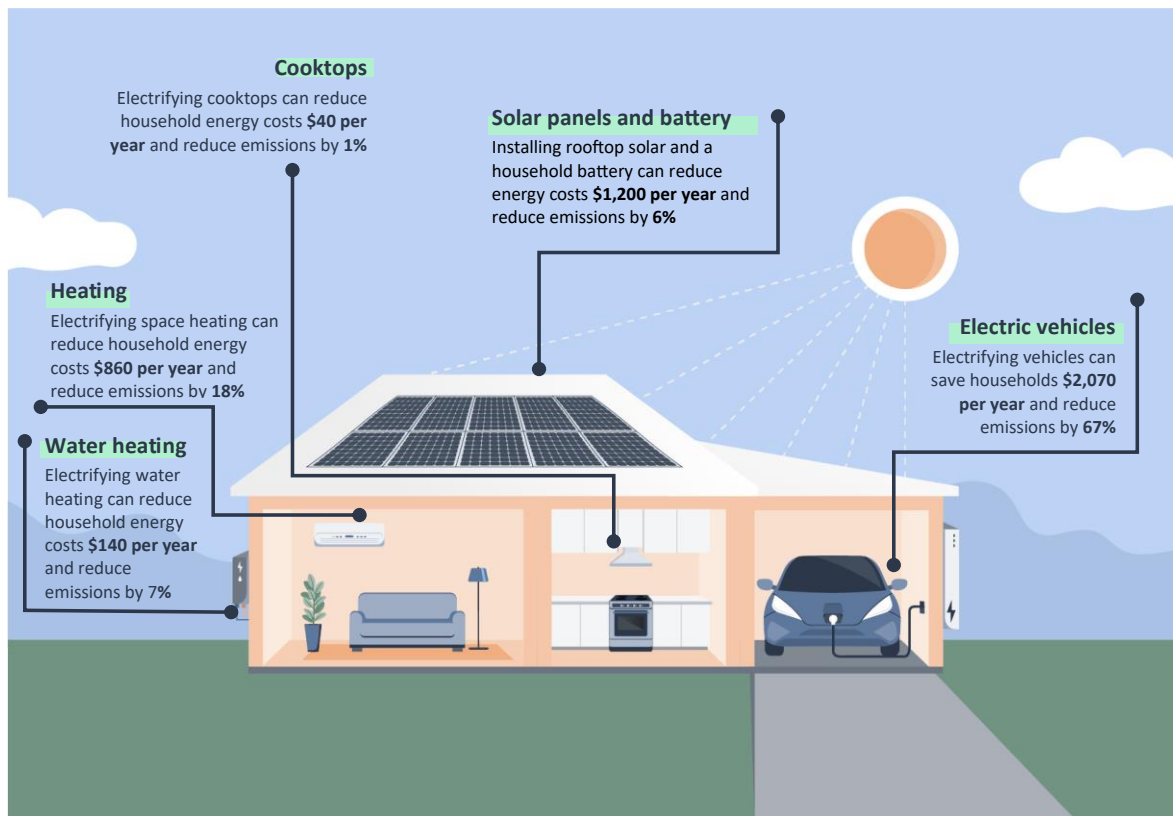 Cooktops
Electrifying cooktops can reduce
household energy costs $40 per
year and reduce emissions by 1%
Solar panels and battery
Installing rooftop solar and a
household battery can reduce
energy costs $1,200 per year and
reduce emissions by 6%
Heating
Electrifying space heating can
reduce household energy
costs $860 per year and
reduce emissions by 18%
Electric vehicles
Electrifying vehicles can
save households $2,070
per year and reduce
emissions by 67%
Water heating
Electrifying water
heating can reduce
household energy
costs $140 per year
and reduce
emissions by 7%